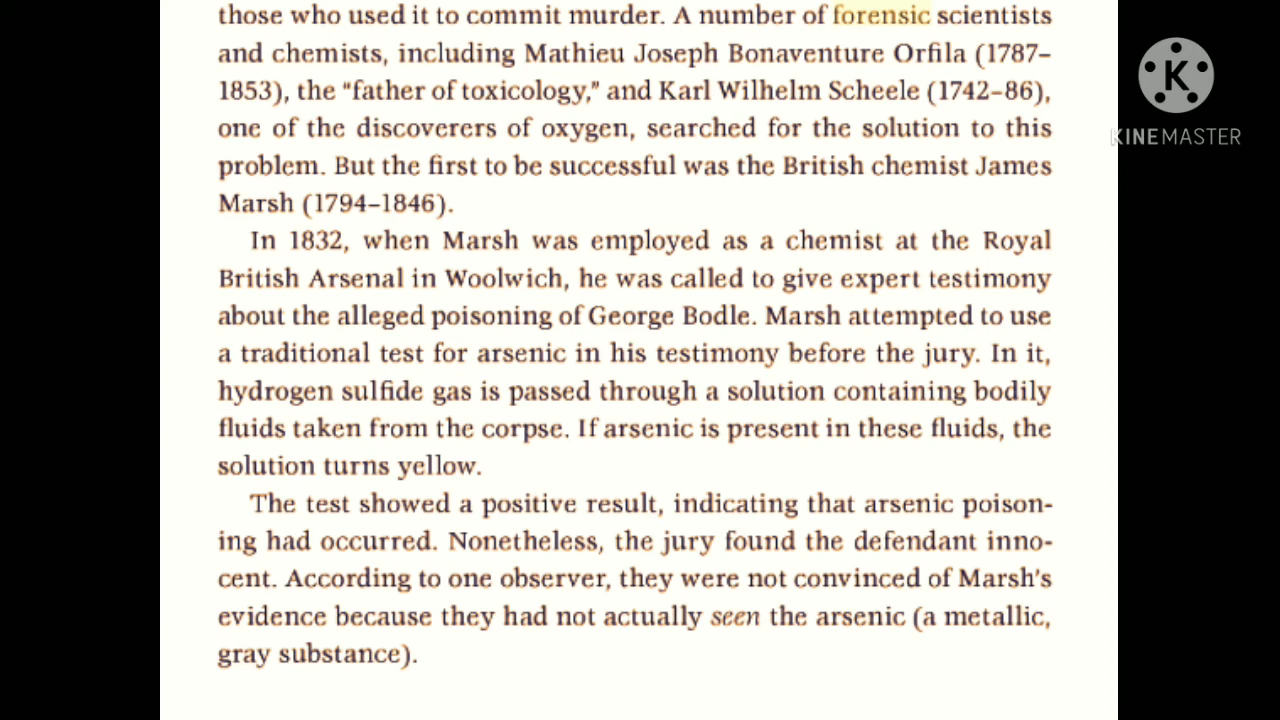 those who used it to commit murder. A number of forensic scientists
and chemists, including Mathieu Joseph Bonaventure Orfila (1787–
1853), the "father of toxicology," and Karl Wilhelm Scheele (1742–86),
one of the discoverers of oxygen, searched for the solution to this
problem. But the first to be successful was the British chemist James
Marsh (1794–1846).
In 1832, when Marsh was employed as a chemist at the Royal
British Arsenal in Woolwich, he was called to give expert testimony
about the alleged poisoning of George Bodle. Marsh attempted to use
a traditional test for arsenic in his testimony before the jury. In it,
hydrogen sulfide gas is passed through a solution containing bodily
fluids taken from the corpse. If arsenic is present in these fluids, the
solution turns yellow.
The test showed a positive result, indicating that arsenic poison-
ing had occurred. Nonetheless, the jury found the defendant inno-
cent. According to one observer, they were not convinced of Marsh's
evidence because they had not actually seen the arsenic (a metallic,
gray substance).
K
KINEMASTER